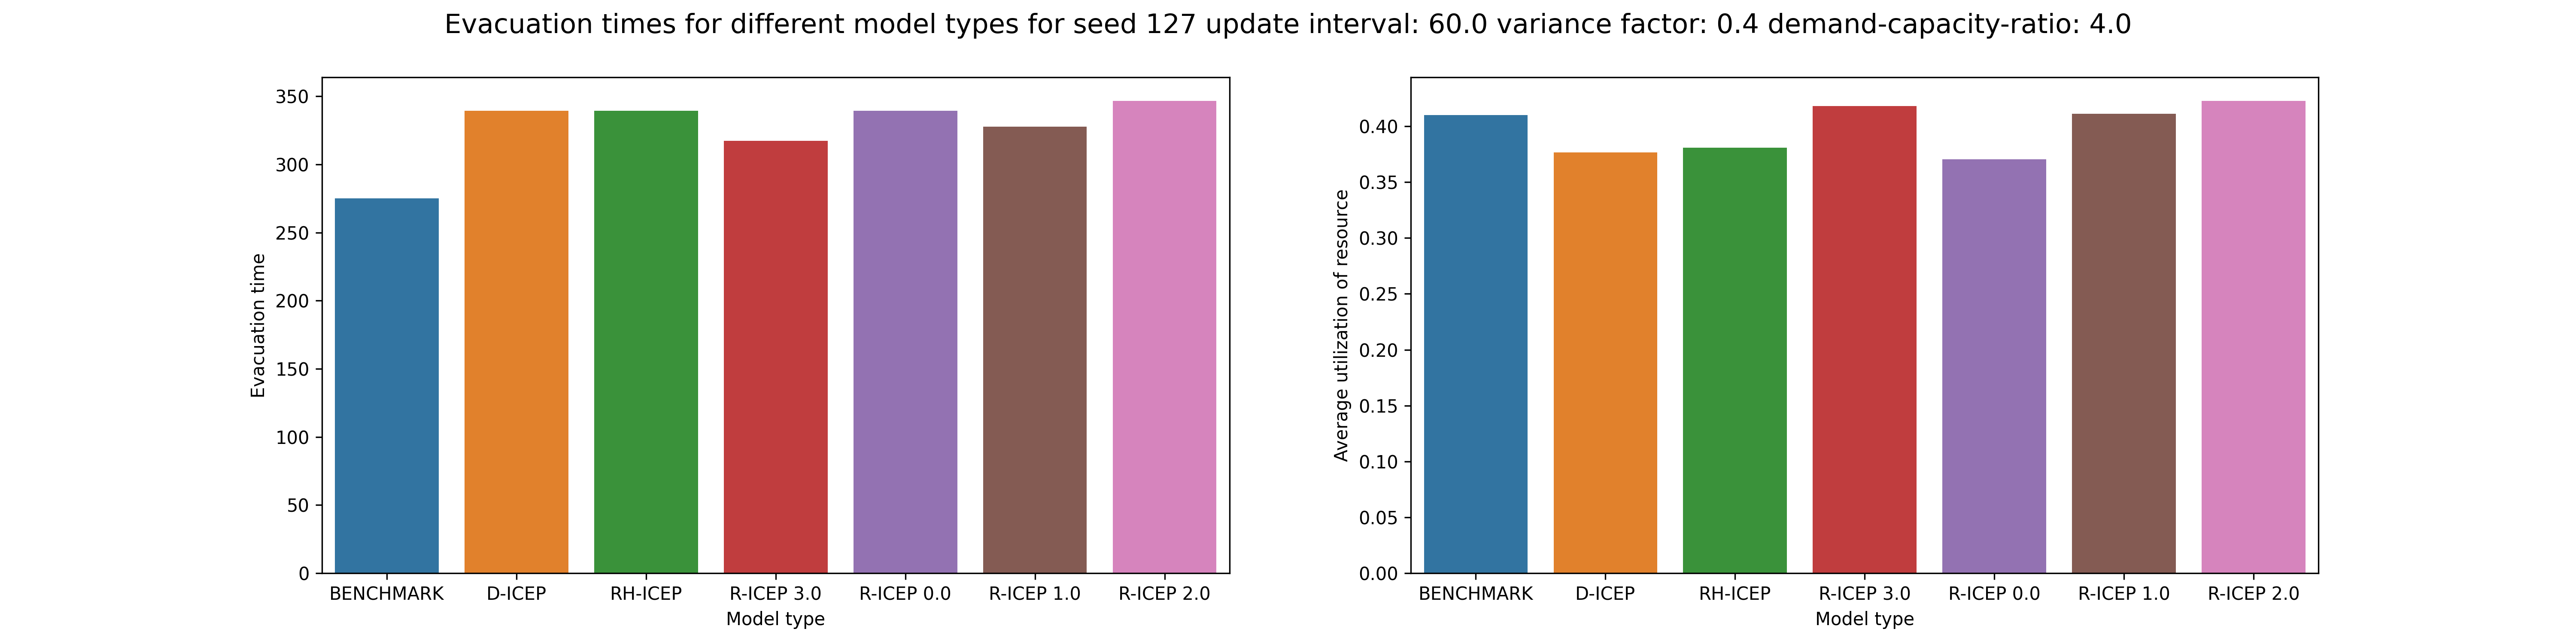 Evacuation times for different model types for seed 127 update interval: 60.0 variance factor: 0.4 demand-capacity-ratio: 4.0
Evacuation time
350
300
250
200
150
100
50
0
BENCHMARK D-ICEP RH-ICEP R-ICEP 3.0 R-ICEP 0.0 R-ICEP 1.0 R-ICEP 2.0
Model type
Average utilization of resource
0.40
0.35
0.30
0.25
0.20
0.15
0.10
0.05
0.00
BENCHMARK D-ICEP RH-ICEP R-ICEP 3.0 R-ICEP 0.0 R-ICEP 1.0 R-ICEP 2.0
Model type